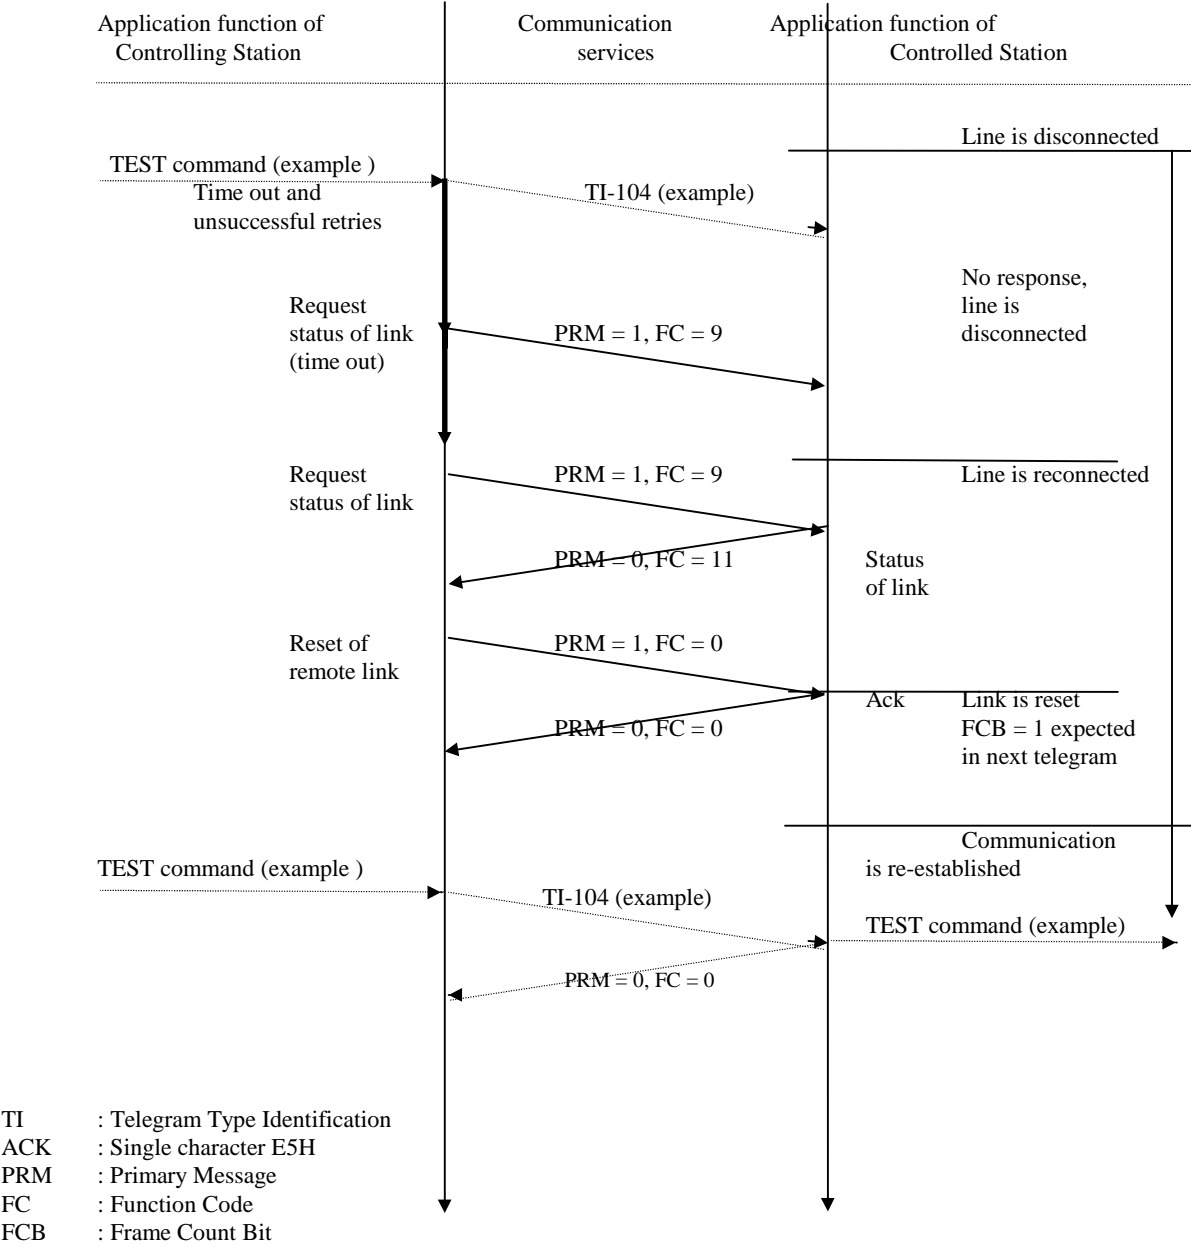 Application function of Communication Application function of
Controlling Station services Controlled Station
Line is disconnected
TEST command (example )
Time out and TI-104 (example)
unsuccessful retries
No response,
Request line is
status of link PRM = 1, FC = 9 disconnected
(time out)
Request PRM = 1, FC = 9 Line is reconnected
status of link
PRM = 0, FC = 11 Status
of link
Reset of PRM = 1, FC = 0
remote link
Ack Link is reset
PRM = 0, FC = 0 FCB = 1 expected
in next telegram
Communication
TEST command (example ) is re-established
TI-104 (example)
TEST command (example)
PRM = 0, FC = 0
TI : Telegram Type Identification
ACK : Single character E5H
PRM : Primary Message
FC : Function Code
FCB : Frame Count Bit